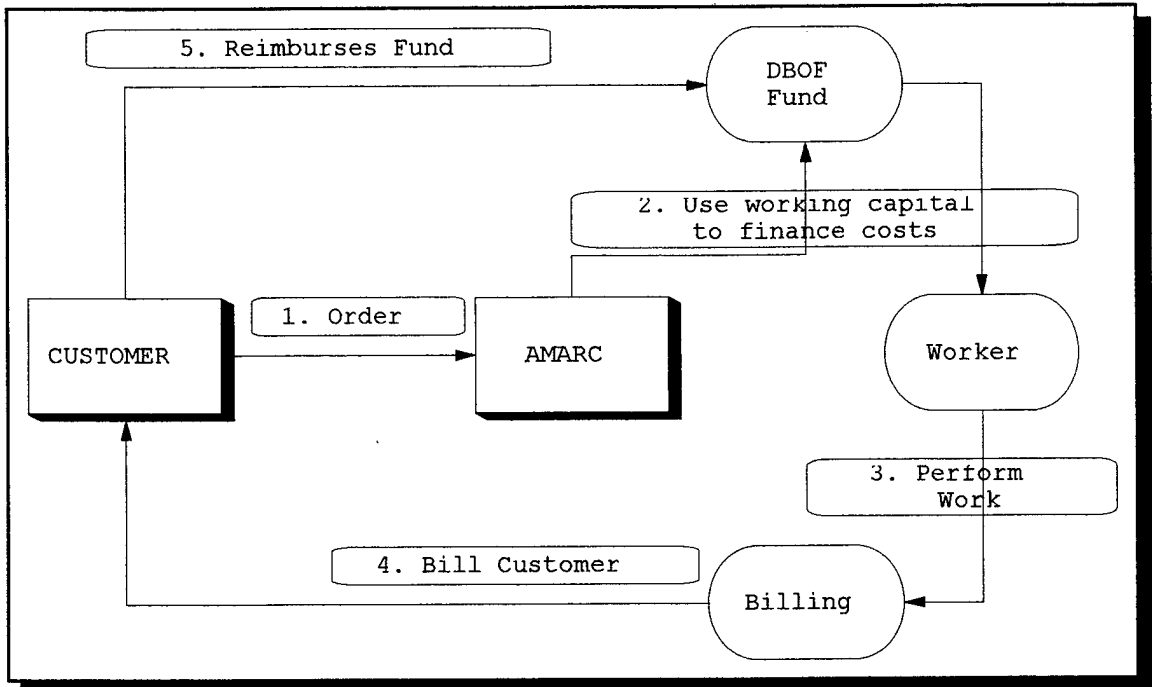 5. Reimburses Fund
DBOF
Fund
2. Use working capital
to finance costs
1. Order
CUSTOMER
AMARC
Worker
3. Perform
Work
4. Bill Customer
Billing